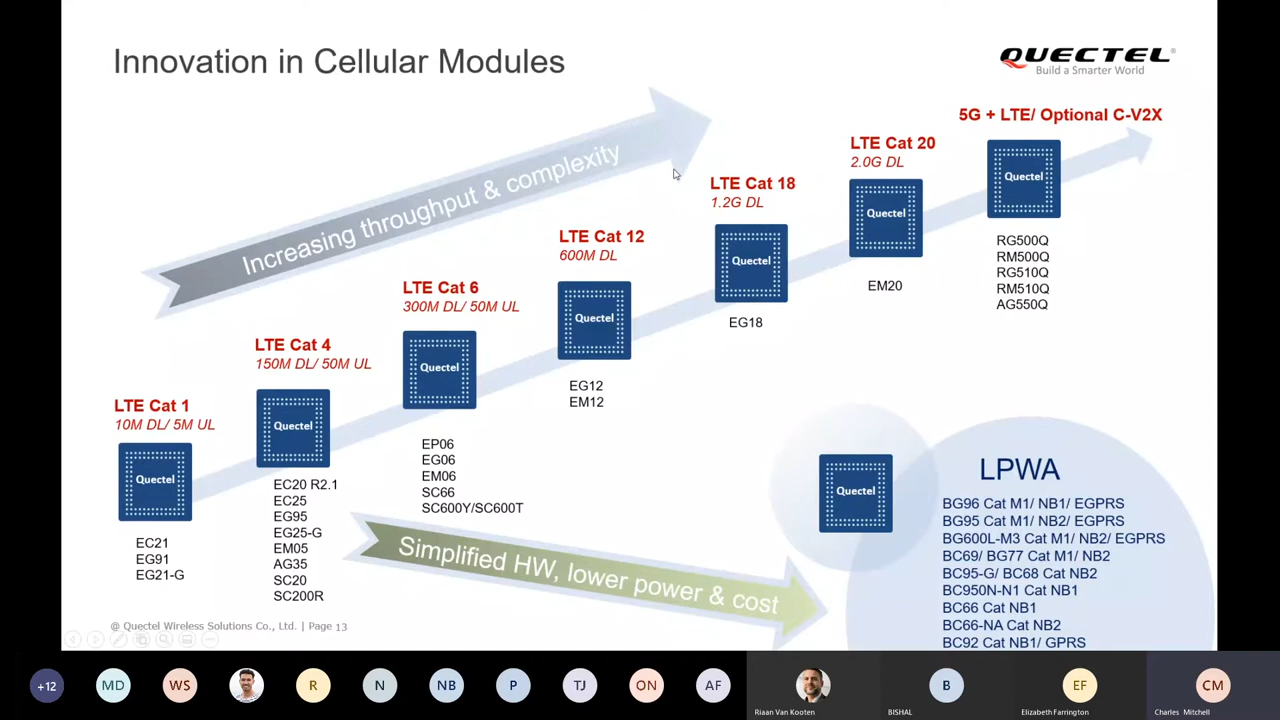 Innovation in Cellular Modules
QUECTEL
Build a Smarter World
Increasing throughput & complexity
5G + LTE/ Optional C-V2X
Quectel
RG500Q
RM500Q
RG510Q
RM510Q
AG550Q
LTE Cat 20
2.0G DL
Quectel
EM20
LTE Cat 18
1.2G DL
Quectel
EG18
LTE Cat 12
600M DL
Quectel
EG12
EM12
LTE Cat 6
300M DL/ 50M UL
Quectel
EP06
EG06
EM06
SC66
SC600Y/SC600T
LTE Cat 4
150M DL/ 50M UL
Quectel
EC20 R2.1
EC25
EG95
EG25-G
EM05
AG35
SC20
SC200R
LTE Cat 1
10M DL/ 5M UL
Quectel
EC21
EG91
EG21-G
Simplified HW, lower power & cost
Quectel
LPWA
BG96 Cat M1/ NB1/ EGPRS
BG95 Cat M1/ NB2/ EGPRS
BG600L-M3 Cat M1/ NB2/ EGPRS
BC69/ BG77 Cat M1/ NB2
BC95-G/ BC68 Cat NB2
BC950N-N1 Cat NB1
BC66 Cat NB1
BC66-NA Cat NB2
BC92 Cat NB1/ GPRS
@ Quectel Wireless Solutions Co., Ltd. | Page 13
+12
MD
WS
R
N
NB
P
TJ
ON
AF
Riaan Van Kooten
B
BISHAL
EF
Elizabeth Farrington
CM
Charles Mitchell